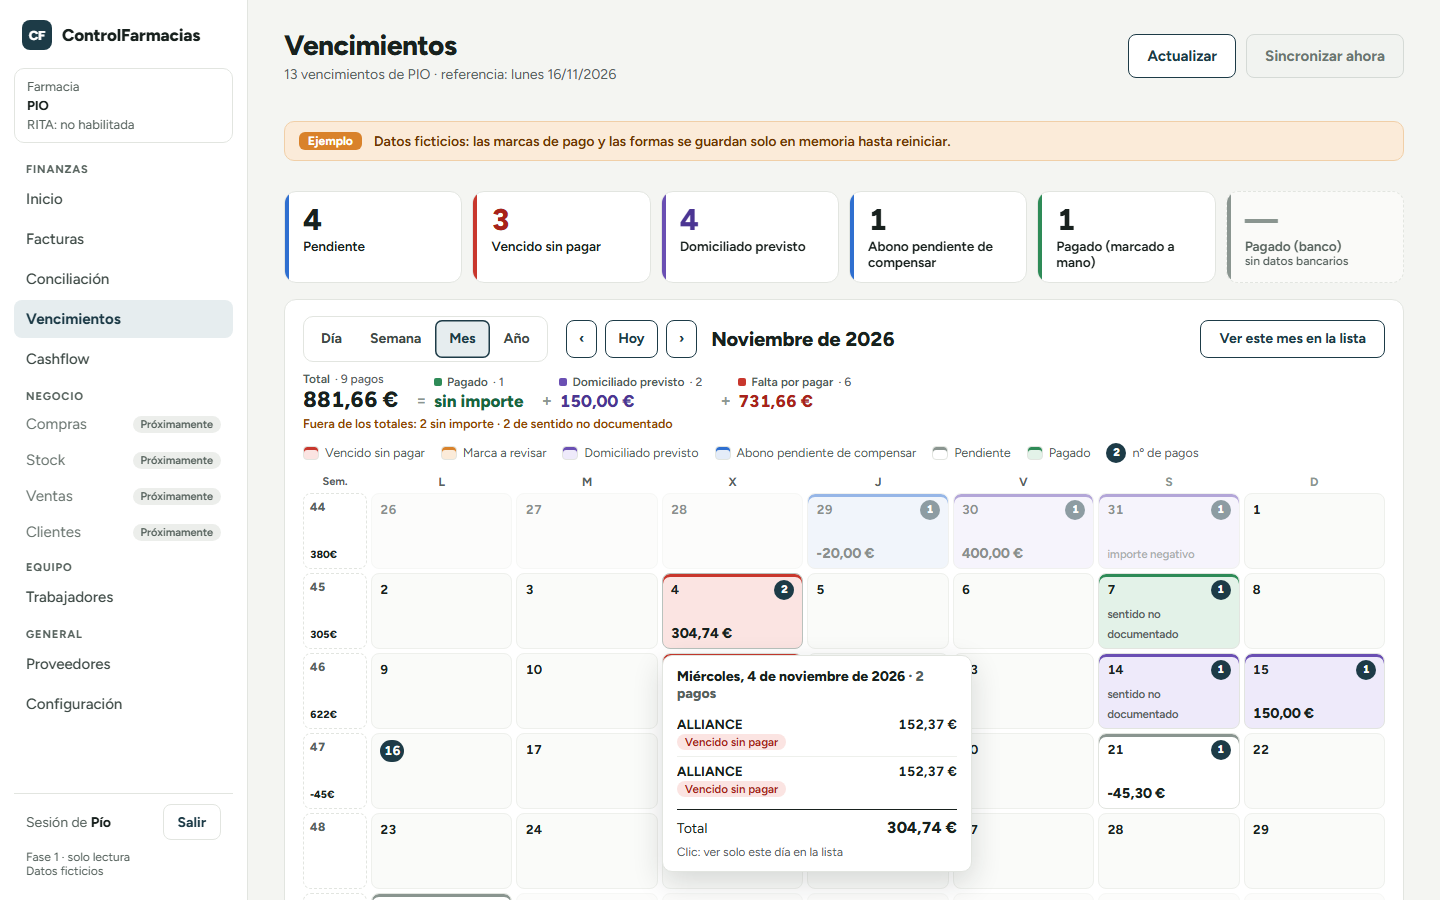 CF ControlFarmacias
Farmacia
PIO
RITA: no habilitada
FINANZAS
Inicio
Facturas
Conciliación
Vencimientos
Cashflow
NEGOCIO
Compras Próximamente
Stock Próximamente
Ventas Próximamente
Clientes Próximamente
EQUIPO
Trabajadores
GENERAL
Proveedores
Configuración
Sesión de Pío Salir
Fase 1 · solo lectura
Datos ficticios
Vencimientos
13 vencimientos de PIO · referencia: lunes 16/11/2026
Actualizar Sincronizar ahora
Ejemplo Datos ficticios: las marcas de pago y las formas se guardan solo en memoria hasta reiniciar.
4
Pendiente
3
Vencido sin pagar
4
Domiciliado previsto
1
Abono pendiente de
compensar
1
Pagado (marcado a
mano)
—
Pagado (banco)
sin datos bancarios
Día Semana Mes Año ‹ Hoy › Noviembre de 2026 Ver este mes en la lista
Total · 9 pagos Pagado · 1 Domiciliado previsto · 2 Falta por pagar · 6
881,66 € = sin importe + 150,00 € + 731,66 €
Fuera de los totales: 2 sin importe · 2 de sentido no documentado
Vencido sin pagar Marca a revisar Domiciliado previsto Abono pendiente de compensar Pendiente Pagado 2 nº de pagos
Sem. L M X J V S D
44 26 27 28 29 1 30 1 31 1 1
380€ -20,00 € 400,00 € importe negativo
45 2 3 4 2 5 6 7 1 8
sentido no
305€ 304,74 € documentado
46 9 10 3 14 1 15 1
sentido no
622€ documentado 150,00 €
47 16 17 0 21 1 22
-45€ -45,30 €
48 23 24 7 28 29
Miércoles, 4 de noviembre de 2026 · 2
pagos
ALLIANCE 152,37 €
Vencido sin pagar
ALLIANCE 152,37 €
Vencido sin pagar
Total 304,74 €
Clic: ver solo este día en la lista